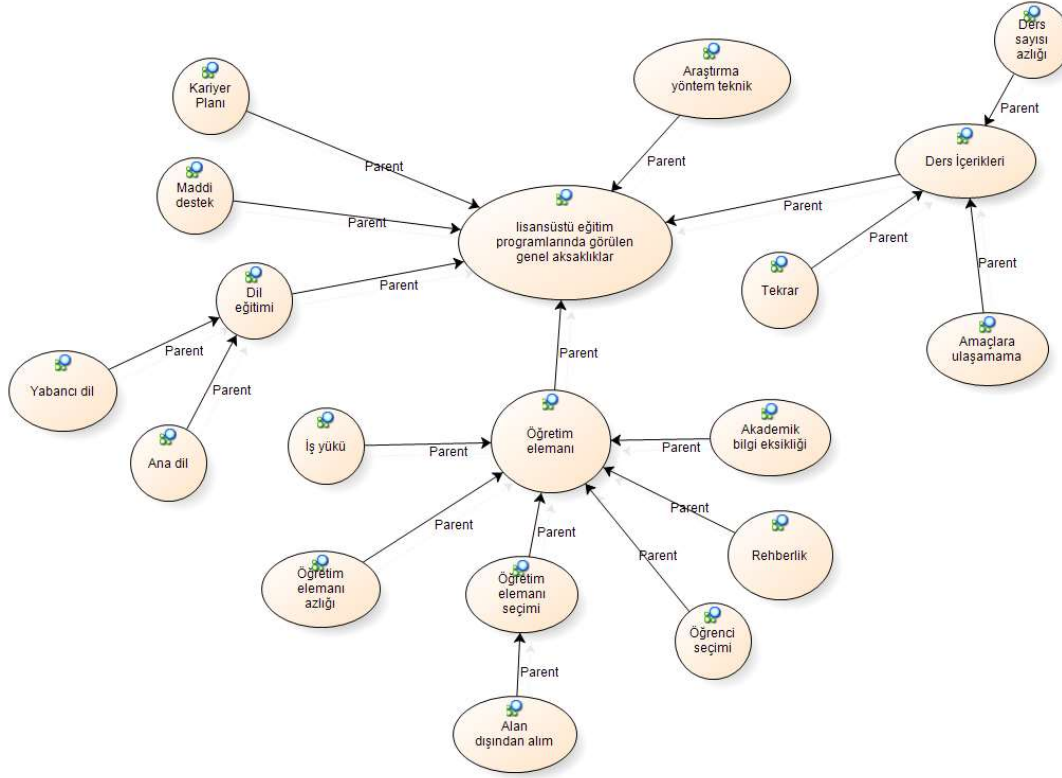 Ders
sayısı
azlığı
Kariyer
Planı
Araştırma
yöntem teknik
Parent
Parent
Parent
Ders İçerikleri
Maddi
destek
Parent
lisansüstü eğitim
programlarında görülen
genel aksaklıklar
Parent
Parent
Dil
eğitimi
Parent
Tekrar
Parent
Parent
Parent
Amaçlara
ulaşamama
Yabancı dil
Parent
Ana dil
İş yükü
Parent
Öğretim
elemanı
Parent
Akademik
bilgi eksikliği
Parent
Parent
Parent
Parent
Rehberlik
Öğretim
elemanı
azlığı
Öğretim
elemanı
seçimi
Öğrenci
seçimi
Parent
Alan
dışından alım